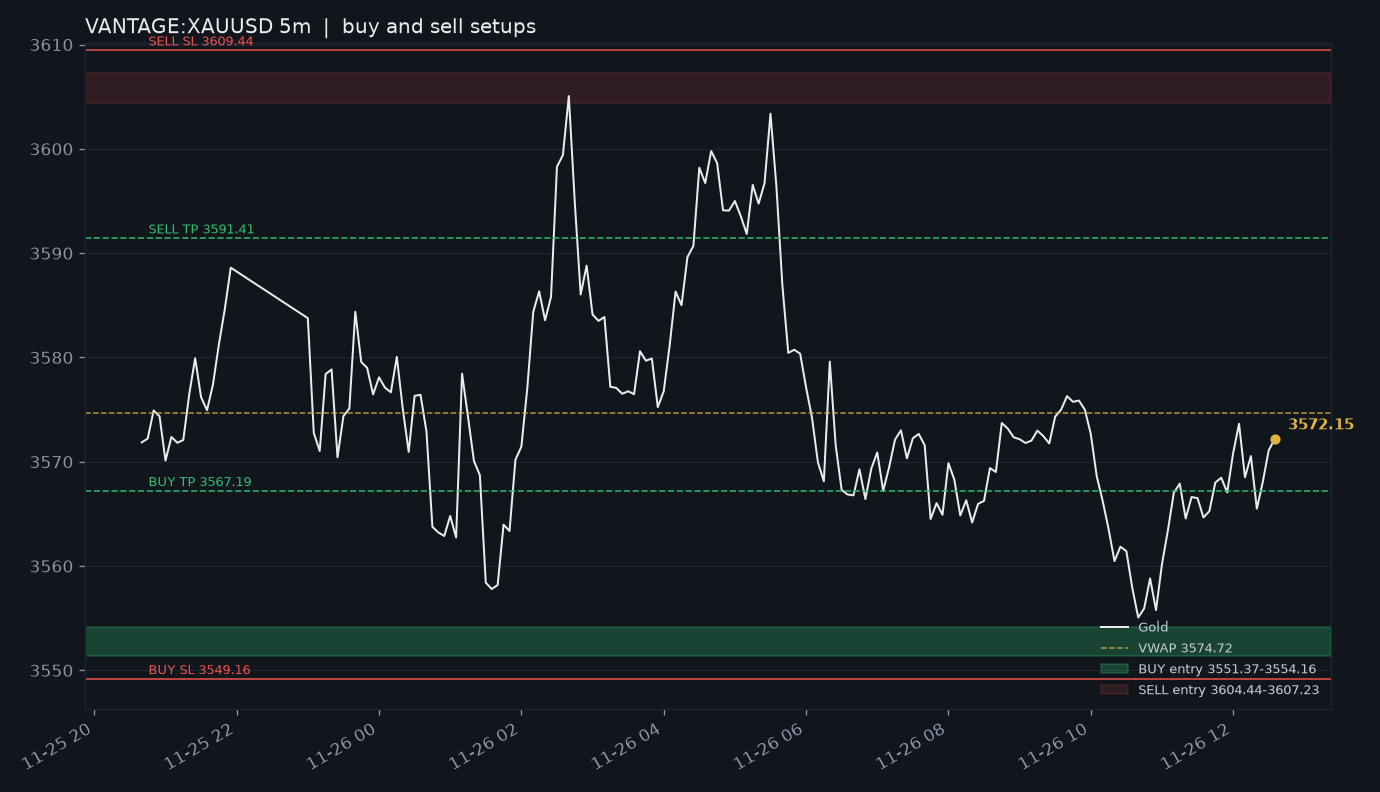 VANTAGE:XAUUSD 5m | buy and sell setups
SELL SL 3609.44
3610
3600
SELL TP 3591.41
3590
3580
3572.15
3570
BUY TP 3567.19
3560
3550
BUY SL 3549.16
Gold
VWAP 3574.72
BUY entry 3551.37-3554.16
SELL entry 3604.44-3607.23
11-25 20
11-25 22
11-26 00
11-26 02
11-26 04
11-26 06
11-26 08
11-26 10
11-26 12